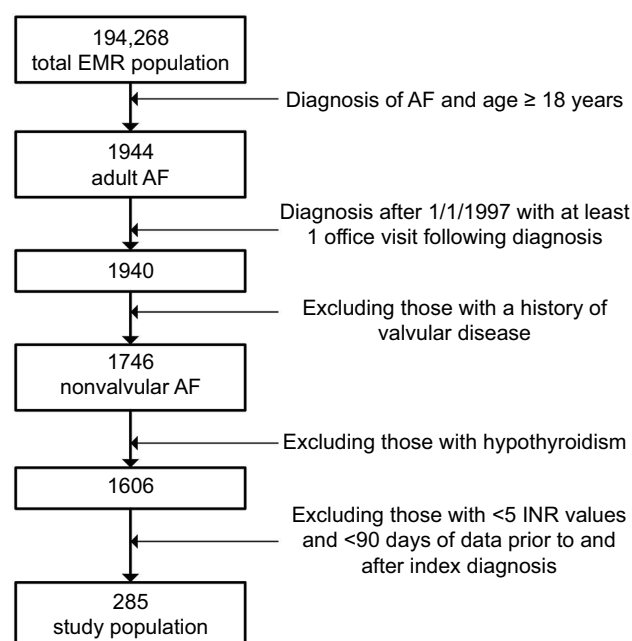 194,268
total EMR population
Diagnosis of AF and age ≥ 18 years
1944
adult AF
Diagnosis after 1/1/1997 with at least
1 office visit following diagnosis
1940
Excluding those with a history of
valvular disease
1746
nonvalvular AF
Excluding those with hypothyroidism
1606
Excluding those with <5 INR values
and <90 days of data prior to and
after index diagnosis
285
study population